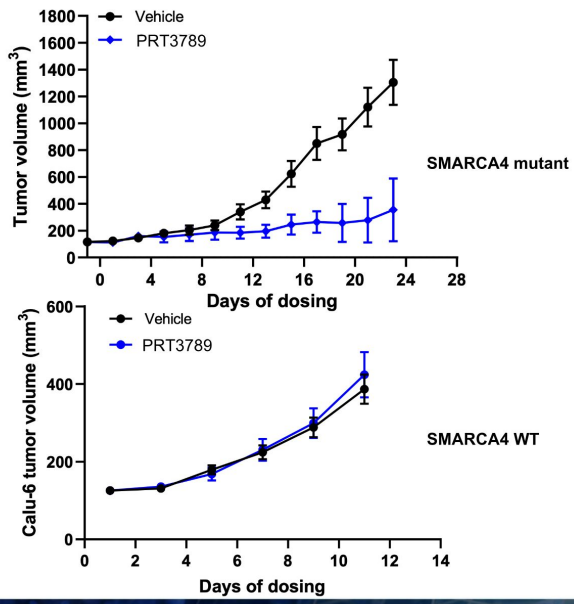 1800
1600
1400
1200
1000
800
600
400
200
0
Tumor volume (mm³)
Vehicle
PRT3789
SMARCA4 mutant
0 4 8 12 16 20 24 28
Days of dosing
600
400
200
0
Calu-6 tumor volume (mm³)
Vehicle
PRT3789
SMARCA4 WT
0 2 4 6 8 10 12 14
Days of dosing